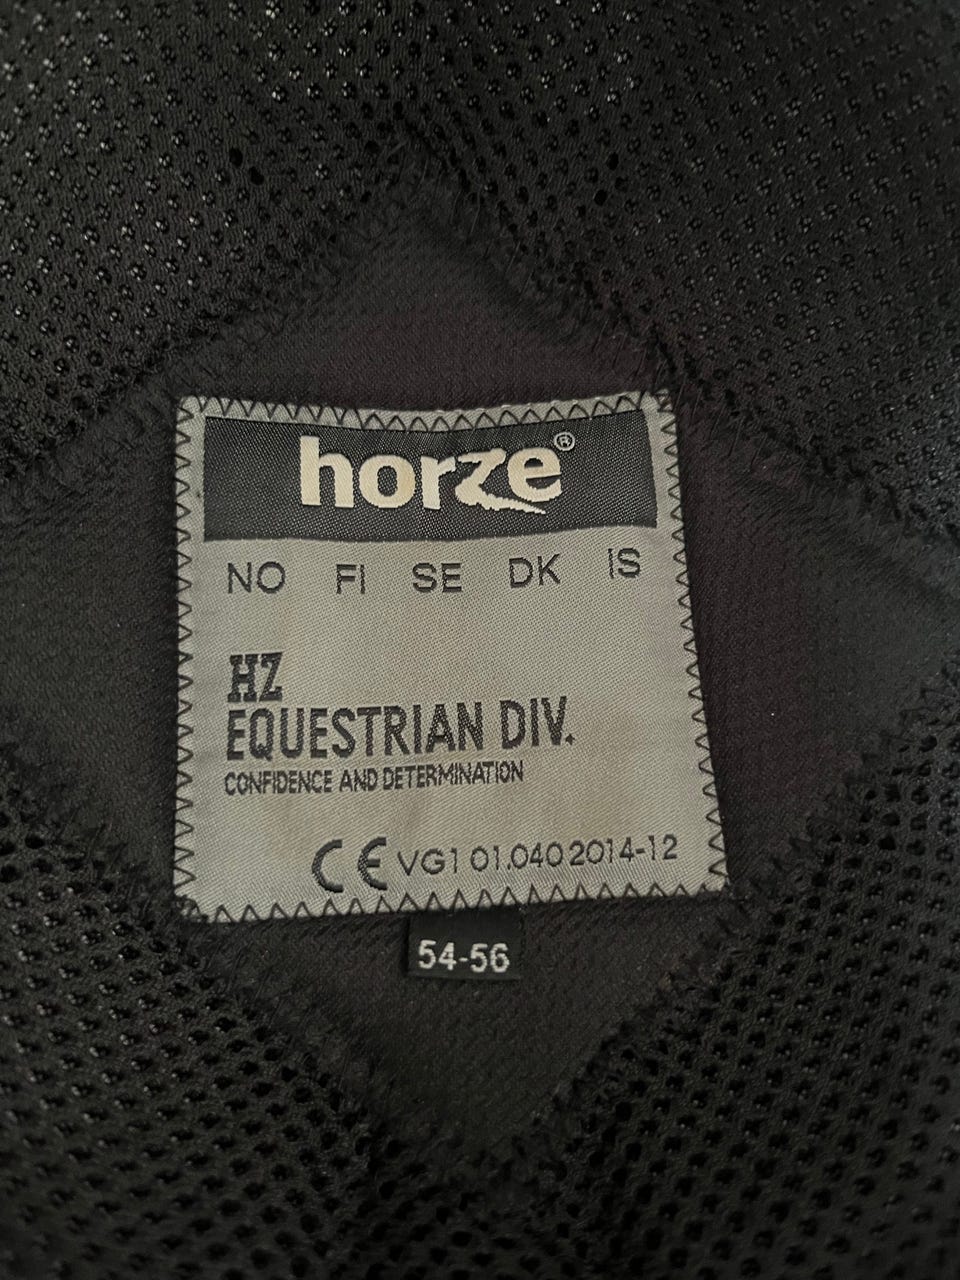 horze®
NO FI SE DK IS
HZ
EQUESTRIAN DIV.
CONFIDENCE AND DETERMINATION
CE VG1 01.040 2014-12
54-56